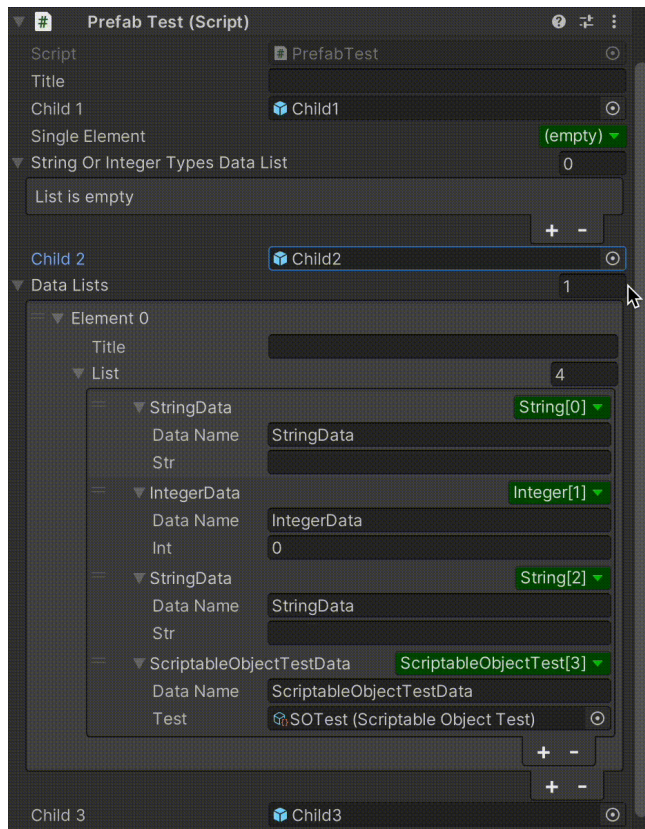 # Prefab Test (Script)
Script # PrefabTest
Title
Child 1 Child1
Single Element (empty)
String Or Integer Types Data List 0
List is empty
+ -
Child 2 Child2
Data Lists 1
Element 0
Title
List 4
StringData String[0]
Data Name StringData
Str
IntegerData Integer[1]
Data Name IntegerData
Int 0
StringData String[2]
Data Name StringData
Str
ScriptableObjectTestData ScriptableObjectTest[3]
Data Name ScriptableObjectTestData
Test SOTest (Scriptable Object Test)
+ -
+ -
Child 3 Child3